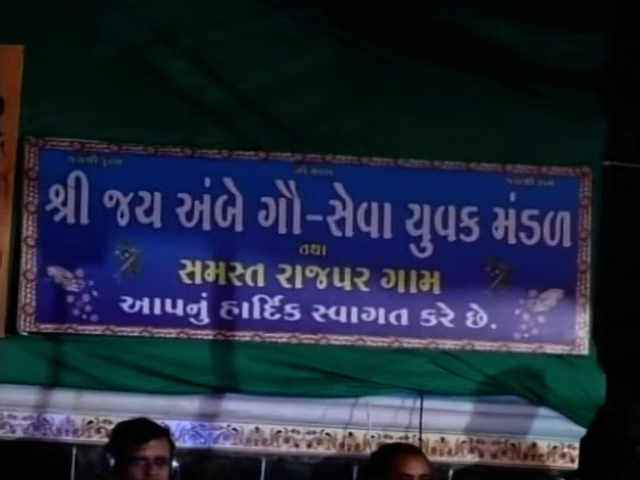 શ્રી જય અંબે ગૌ-સેવા યુવક મંડળ
તથા
સમસ્ત રાજપર ગામ
આપનું હાર્દિક સ્વાગત કરે છે.